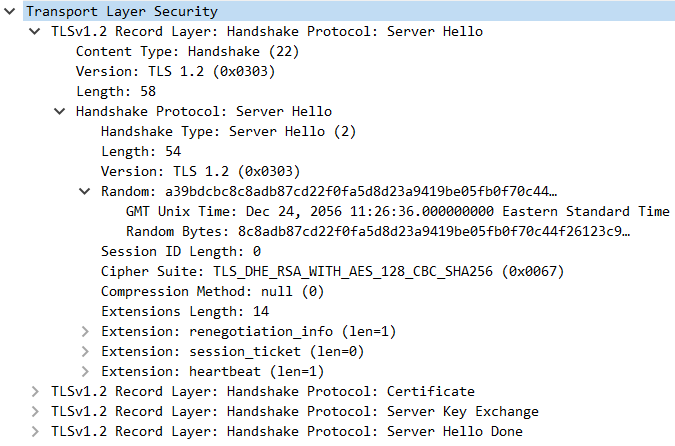 Transport Layer Security
TLSv1.2 Record Layer: Handshake Protocol: Server Hello
Content Type: Handshake (22)
Version: TLS 1.2 (0x0303)
Length: 58
Handshake Protocol: Server Hello
Handshake Type: Server Hello (2)
Length: 54
Version: TLS 1.2 (0x0303)
Random: a39bdcbc8c8adb87cd22f0fa5d8d23a9419be05fb0f70c44…
GMT Unix Time: Dec 24, 2056 11:26:36.000000000 Eastern Standard Time
Random Bytes: 8c8adb87cd22f0fa5d8d23a9419be05fb0f70c44f26123c9…
Session ID Length: 0
Cipher Suite: TLS_DHE_RSA_WITH_AES_128_CBC_SHA256 (0x0067)
Compression Method: null (0)
Extensions Length: 14
Extension: renegotiation_info (len=1)
Extension: session_ticket (len=0)
Extension: heartbeat (len=1)
TLSv1.2 Record Layer: Handshake Protocol: Certificate
TLSv1.2 Record Layer: Handshake Protocol: Server Key Exchange
TLSv1.2 Record Layer: Handshake Protocol: Server Hello Done